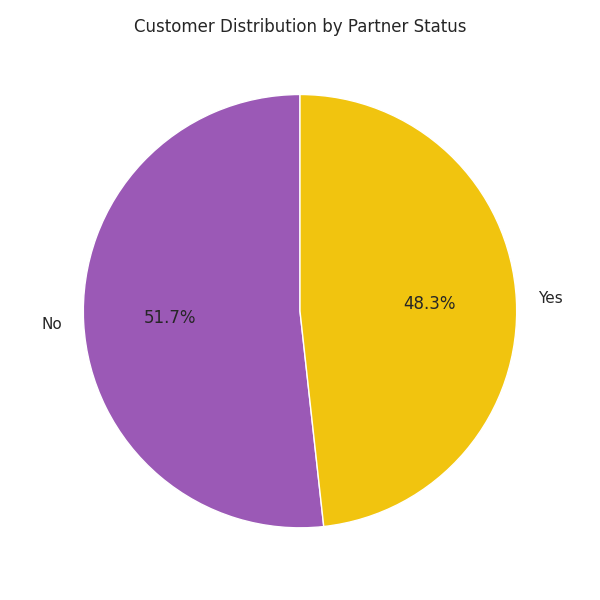 Customer Distribution by Partner Status
Yes
48.3%
51.7%
No